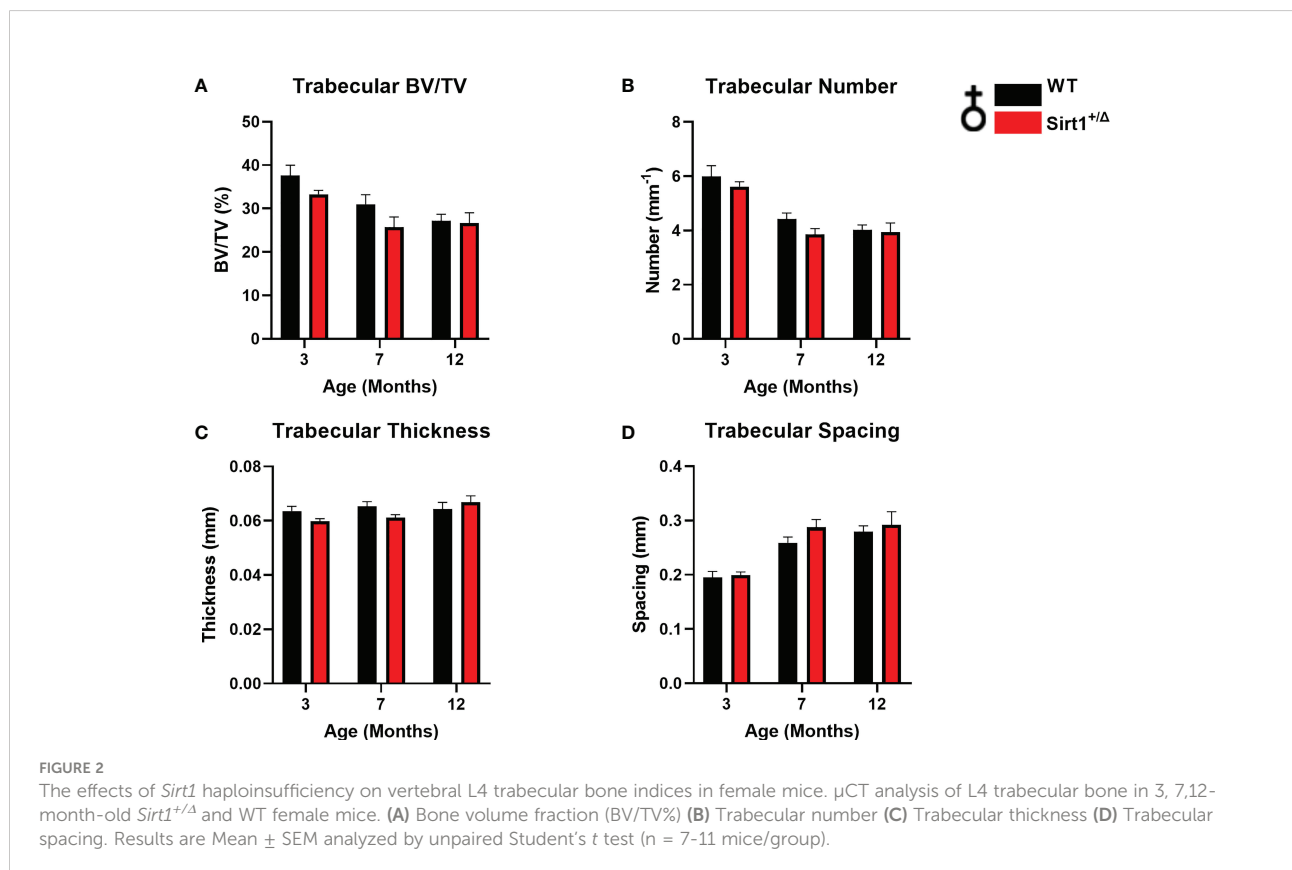 A Trabecular BV/TV
50
40
30
20
10
0
BV/TV (%)
3 7 12
Age (Months)
B Trabecular Number
8
6
4
2
0
Number (mm⁻¹)
3 7 12
Age (Months)
WT
Sirt1⁺/ᐃ
C Trabecular Thickness
0.08
0.06
0.04
0.02
0.00
Thickness (mm)
3 7 12
Age (Months)
D Trabecular Spacing
0.4
0.3
0.2
0.1
0.0
Spacing (mm)
3 7 12
Age (Months)
FIGURE 2
The effects of Sirt1 haploinsufficiency on vertebral L4 trabecular bone indices in female mice. µCT analysis of L4 trabecular bone in 3, 7,12-
month-old Sirt1⁺/ᐃ and WT female mice. (A) Bone volume fraction (BV/TV%) (B) Trabecular number (C) Trabecular thickness (D) Trabecular
spacing. Results are Mean ± SEM analyzed by unpaired Student’s t test (n = 7-11 mice/group).